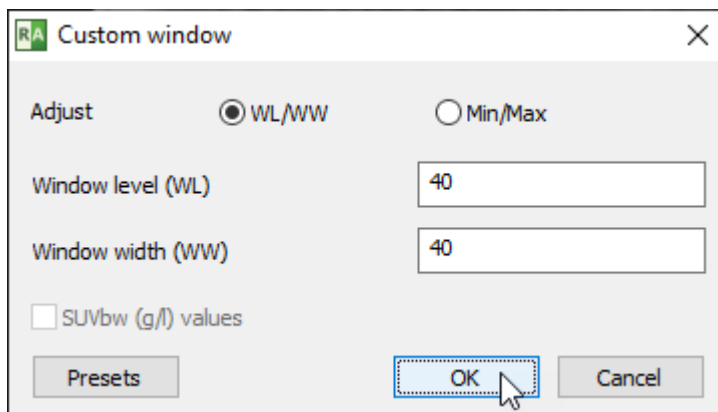 RA Custom window
Adjust WL/WW Min/Max
Window level (WL) 40
Window width (WW) 40
SUVbw (g/l) values
Presets OK Cancel